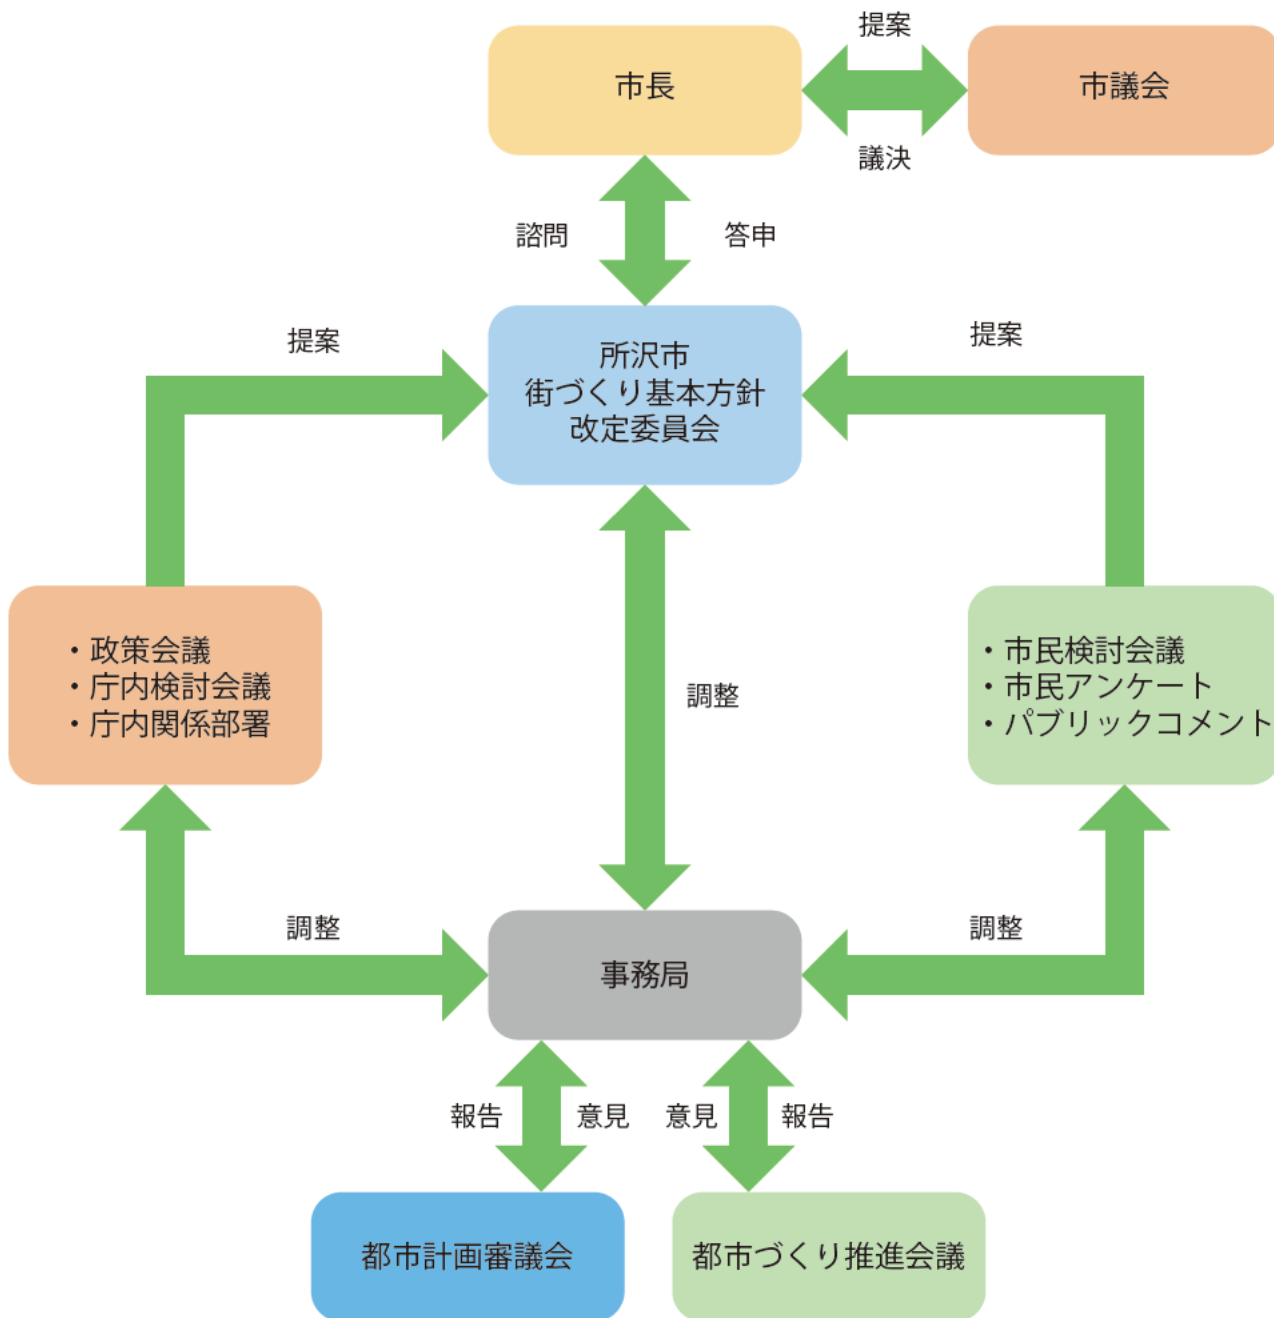 提案
市長
市議会
議決
諮問
答申
提案
提案
所沢市
街づくり基本方針
改定委員会
・政策会議
・庁内検討会議
・庁内関係部署
・市民検討会議
・市民アンケート
・パブリックコメント
調整
調整
調整
事務局
報告
意見
意見
報告
都市計画審議会
都市づくり推進会議